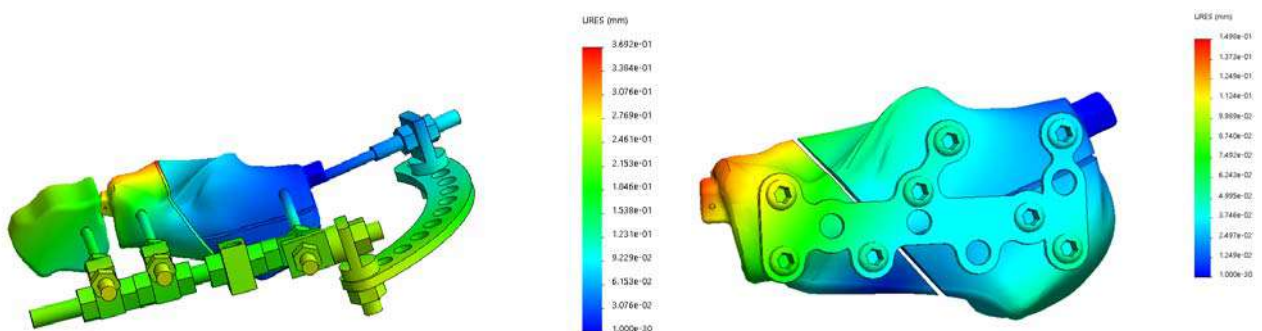 URES (mm)
3.692e-01
3.384e-01
3.076e-01
2.769e-01
2.461e-01
2.153e-01
1.846e-01
1.538e-01
1.231e-01
9.229e-02
6.153e-02
3.076e-02
1.000e-30
URES (mm)
1.499e-01
1.373e-01
1.249e-01
1.124e-01
9.989e-02
8.740e-02
7.492e-02
6.243e-02
4.995e-02
3.746e-02
2.497e-02
1.249e-02
1.000e-30